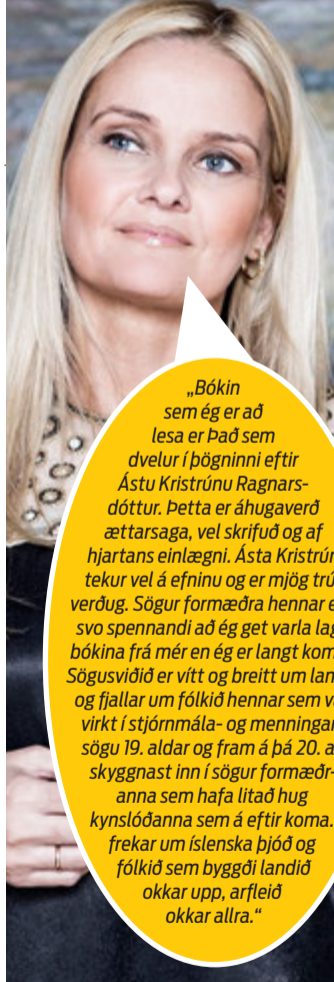 „Bókin
sem ég er að
lesa er Það sem
dvelur í þögninni eftir
Ástu Kristrúnu Ragnars-
dóttur. Þetta er áhugaverð
ættarsaga, vel skrifuð og af
hjartans einlægni. Ásta
tekur vel á efninu og er mjög
verðug. Sögur formæðra hennar
svo spennandi að ég get varla
bókina frá mér en ég er langt
Sögusviðið er vítt og breitt um
og fjallar um fólkið hennar sem
virkt í stjórnmála- og
sögu 19. aldar og fram á þá 20.
skyggnast inn í sögur formæðr-
anna sem hafa litað hug
kynslóðanna sem á eftir koma.
frekar um íslenska þjóð og
fólkið sem byggði landið
okkar upp, arfleið
okkar allra.“